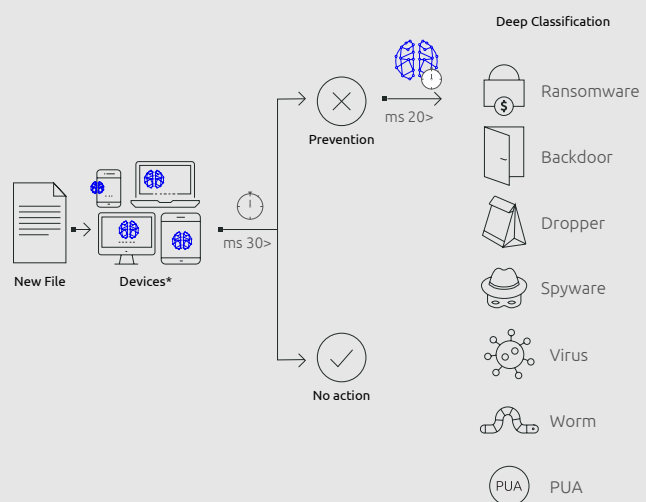 Deep Classification
Ransomware
$
Prevention
ms 20>
Backdoor
Dropper
ms 30>
New File
Devices*
Spyware
Virus
No action
Worm
PUA
PUA